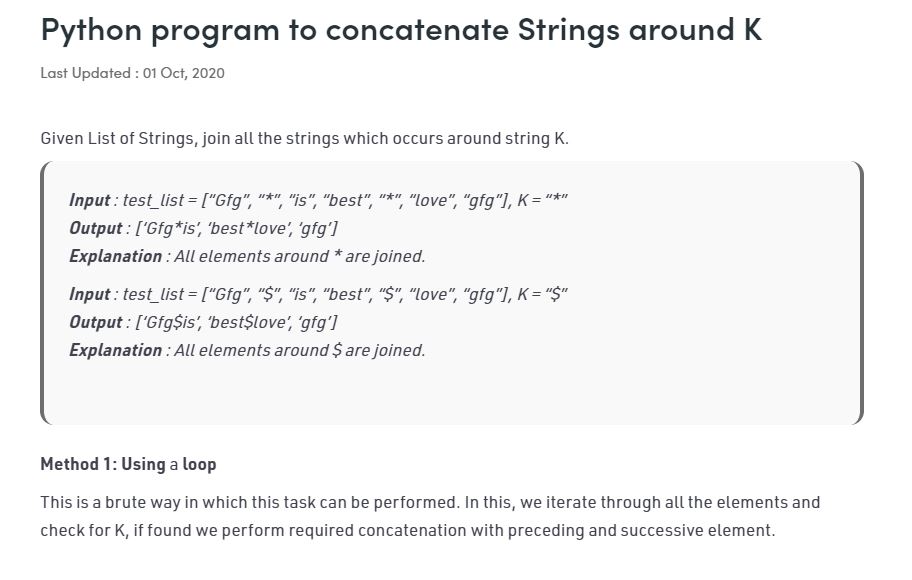 Python program to concatenate Strings around K
Last Updated : 01 Oct, 2020
Given List of Strings, join all the strings which occurs around string K.
Input : test_list = [“Gfg”, “*”, “is”, “best”, “*”, “love”, “gfg”], K = “*”
Output : [‘Gfg*is’, ‘best*love’, ‘gfg’]
Explanation : All elements around * are joined.
Input : test_list = [“Gfg”, “$”, “is”, “best”, “$”, “love”, “gfg”], K = “$”
Output : [‘Gfg$is’, ‘best$love’, ‘gfg’]
Explanation : All elements around $ are joined.
Method 1: Using a loop
This is a brute way in which this task can be performed. In this, we iterate through all the elements and
check for K, if found we perform required concatenation with preceding and successive element.